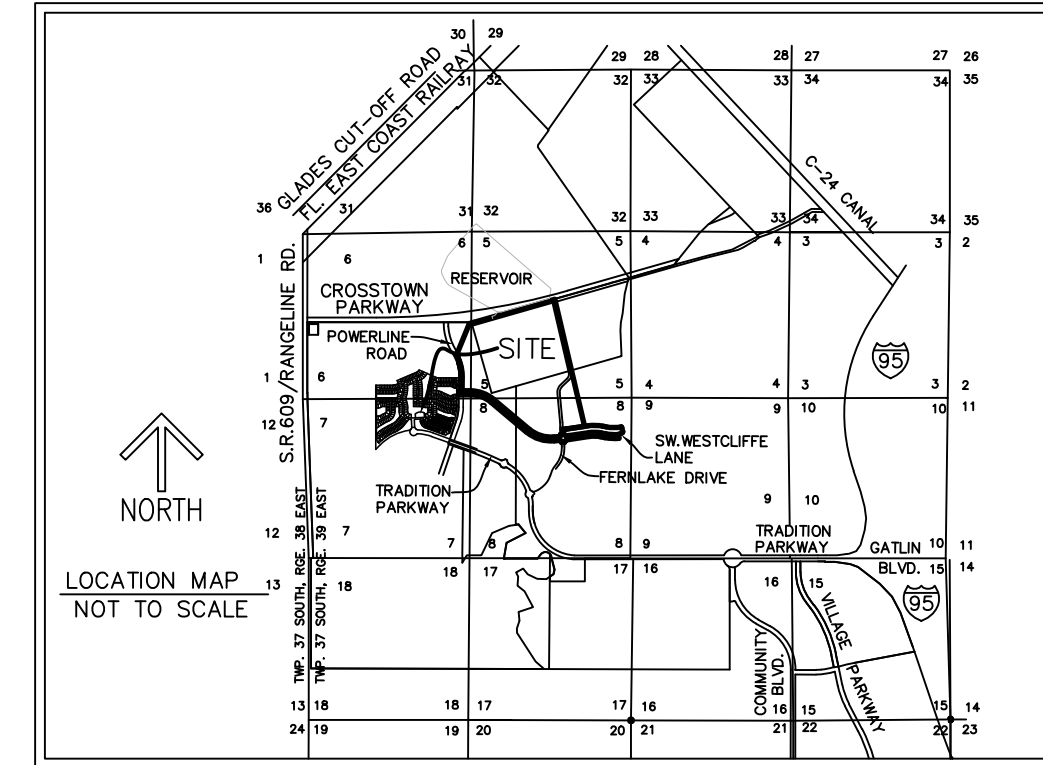 30 29
29 28
28 27
27 26
31 32
32 33
33 34
34 35
GLADES CUT-OFF ROAD
FL. EAST COAST RAILRAY
C-24 CANAL
36
31
31 32
32 33
33 34
34 35
1
6
6 5
5 4
4 3
3 2
S.R.609/RANGELINE RD.
RESERVOIR
CROSSTOWN
PARKWAY
POWERLINE
ROAD
SITE
95
1
6
5
5 4
4 3
3 2
12
7
8
8 9
9 10
10 11
SW.WESTCLIFFE
LANE
FERNLAKE DRIVE
NORTH
TRADITION
PARKWAY
9 10
TRADITION
PARKWAY
GATLIN
BLVD.
12
7
7 8
8 9
10 11
LOCATION MAP
NOT TO SCALE
13
18
18 17
17 16
16 15
15 14
95
TWP. 37 SOUTH, RGE. 38 EAST
TWP. 37 SOUTH, RGE. 39 EAST
COMMUNITY
BLVD.
VILLAGE PARKWAY
13 18
18 17
17 16
16 15
15 14
24 19
19 20
20 21
21 22
22 23